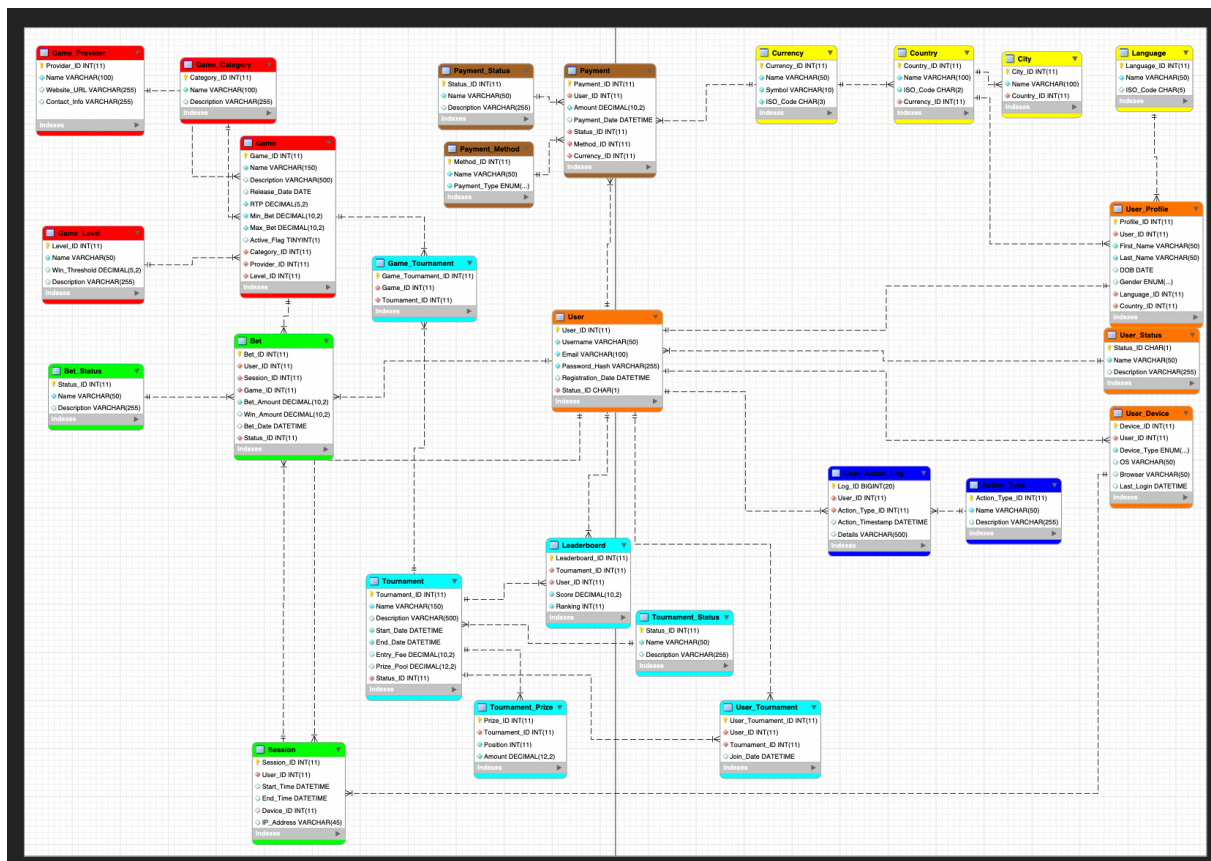 Game_Provider
Provider_ID INT(11)
Name VARCHAR(100)
Website_URL VARCHAR(255)
Contact_Info VARCHAR(255)
Indexes
Game_Category
Category_ID INT(11)
Name VARCHAR(100)
Description VARCHAR(255)
Indexes
Game
Game_ID INT(11)
Name VARCHAR(150)
Description VARCHAR(500)
Release_Date DATE
RTP DECIMAL(5,2)
Min_Bet DECIMAL(10,2)
Max_Bet DECIMAL(10,2)
Active_Flag TINYINT(1)
Category_ID INT(11)
Provider_ID INT(11)
Level_ID INT(11)
Indexes
Game_Level
Level_ID INT(11)
Name VARCHAR(50)
Win_Threshold DECIMAL(5,2)
Description VARCHAR(255)
Indexes
Payment_Status
Status_ID INT(11)
Name VARCHAR(50)
Description VARCHAR(255)
Indexes
Payment_Method
Method_ID INT(11)
Name VARCHAR(50)
Payment_Type ENUM(...)
Indexes
Payment
Payment_ID INT(11)
User_ID INT(11)
Amount DECIMAL(10,2)
Payment_Date DATETIME
Status_ID INT(11)
Method_ID INT(11)
Currency_ID INT(11)
Indexes
Currency
Currency_ID INT(11)
Name VARCHAR(50)
Symbol VARCHAR(10)
ISO_Code CHAR(3)
Indexes
Country
Country_ID INT(11)
Name VARCHAR(100)
ISO_Code CHAR(2)
Currency_ID INT(11)
Indexes
City
City_ID INT(11)
Name VARCHAR(100)
Country_ID INT(11)
Indexes
Language
Language_ID INT(11)
Name VARCHAR(50)
ISO_Code CHAR(5)
Indexes
User_Profile
Profile_ID INT(11)
User_ID INT(11)
First_Name VARCHAR(50)
Last_Name VARCHAR(50)
DOB DATE
Gender ENUM(...)
Language_ID INT(11)
Country_ID INT(11)
Indexes
User_Status
Status_ID CHAR(1)
Name VARCHAR(50)
Description VARCHAR(255)
Indexes
User_Device
Device_ID INT(11)
User_ID INT(11)
Device_Type ENUM(...)
OS VARCHAR(50)
Browser VARCHAR(50)
Last_Login DATETIME
Indexes
Game_Tournament
Game_Tournament_ID INT(11)
Game_ID INT(11)
Tournament_ID INT(11)
Indexes
User
User_ID INT(11)
Username VARCHAR(50)
Email VARCHAR(100)
Password_Hash VARCHAR(255)
Registration_Date DATETIME
Status_ID CHAR(1)
Indexes
Bet
Bet_ID INT(11)
User_ID INT(11)
Session_ID INT(11)
Game_ID INT(11)
Bet_Amount DECIMAL(10,2)
Win_Amount DECIMAL(10,2)
Bet_Date DATETIME
Status_ID INT(11)
Indexes
Bet_Status
Status_ID INT(11)
Name VARCHAR(50)
Description VARCHAR(255)
Indexes
User_Action_Log
Log_ID BIGINT(20)
User_ID INT(11)
Action_Type_ID INT(11)
Action_Timestamp DATETIME
Details VARCHAR(500)
Indexes
Action_Type
Action_Type_ID INT(11)
Name VARCHAR(50)
Description VARCHAR(255)
Indexes
Leaderboard
Leaderboard_ID INT(11)
Tournament_ID INT(11)
User_ID INT(11)
Score DECIMAL(10,2)
Ranking INT(11)
Indexes
Tournament
Tournament_ID INT(11)
Name VARCHAR(150)
Description VARCHAR(500)
Start_Date DATETIME
End_Date DATETIME
Entry_Fee DECIMAL(10,2)
Prize_Pool DECIMAL(12,2)
Status_ID INT(11)
Indexes
Tournament_Status
Status_ID INT(11)
Name VARCHAR(50)
Description VARCHAR(255)
Indexes
Tournament_Prize
Prize_ID INT(11)
Tournament_ID INT(11)
Position INT(11)
Amount DECIMAL(12,2)
Indexes
User_Tournament
User_Tournament_ID INT(11)
User_ID INT(11)
Tournament_ID INT(11)
Join_Date DATETIME
Indexes
Session
Session_ID INT(11)
User_ID INT(11)
Start_Time DATETIME
End_Time DATETIME
Device_ID INT(11)
IP_Address VARCHAR(45)
Indexes